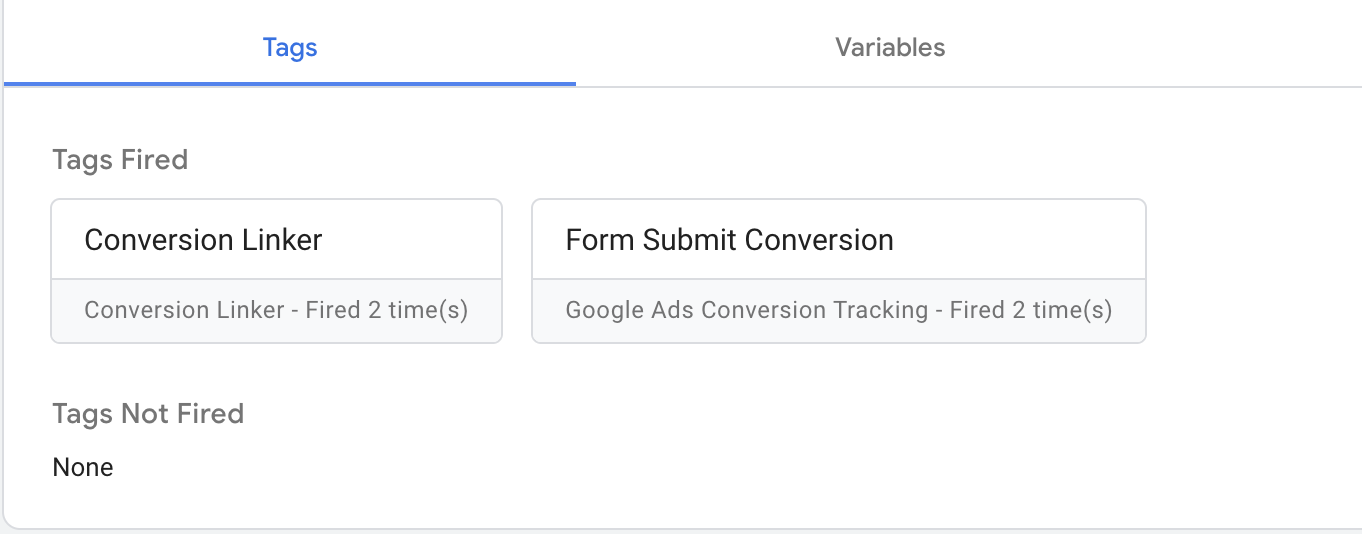 Tags
Variables
Tags Fired
Conversion Linker
Form Submit Conversion
Conversion Linker - Fired 2 time(s)
Google Ads Conversion Tracking - Fired 2 time(s)
Tags Not Fired
None